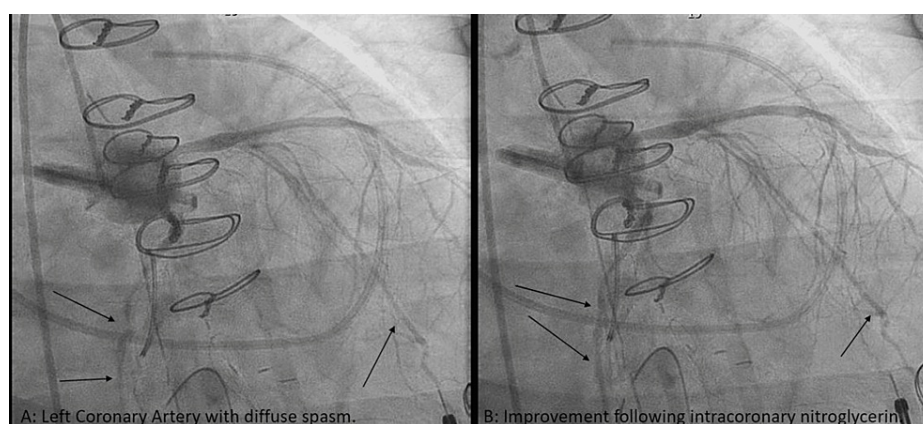 A: Left Coronary Artery with diffuse spasm.
B: Improvement following intracoronary nitroglycerin.